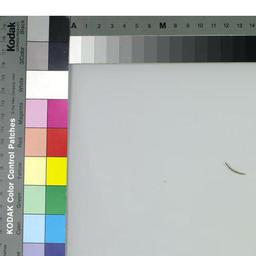 A 1 2 3 4 5 6 M 8 9 10 11 12 13 14
Kodak
KODAK Color Control Patches
3/Color
Black
White
Magenta
Red
Yellow
Green
Cyan